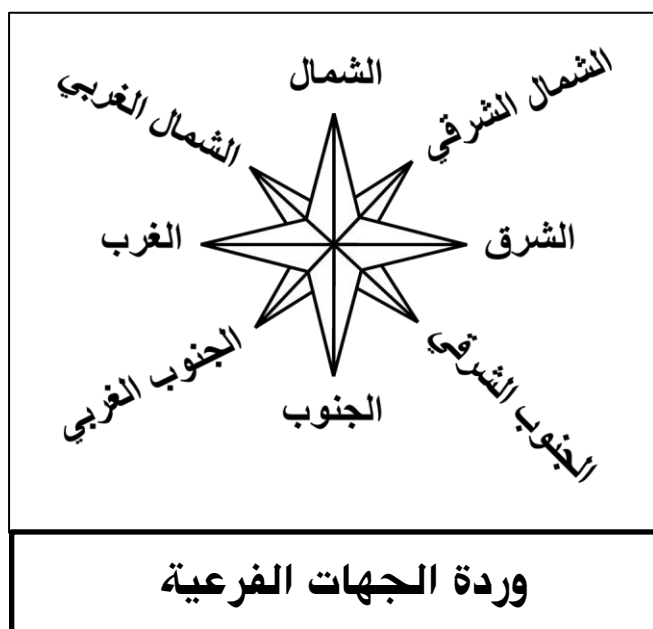 الشمال
الشمال الشرقي
الشمال الغربي
الشرق
الغرب
الجنوب الشرقي
الجنوب الغربي
الجنوب
وردة الجهات الفرعية